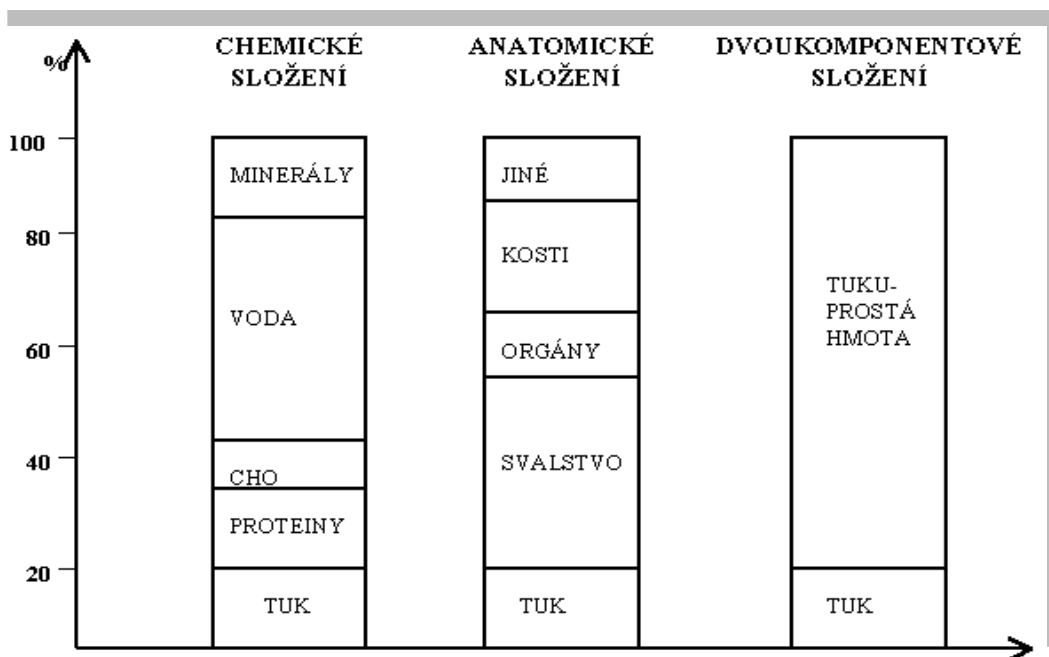 %
CHEMICKÉ
SLOŽENÍ
ANATOMICKÉ
SLOŽENÍ
DVOUKOMPONENTOVÉ
SLOŽENÍ
100
80
60
40
20
MINERÁLY
VODA
CHO
PROTEINY
TUK
JINÉ
KOSTI
ORGÁNY
SVALSTVO
TUK
TUKU-
PROSTÁ
HMOTA
TUK